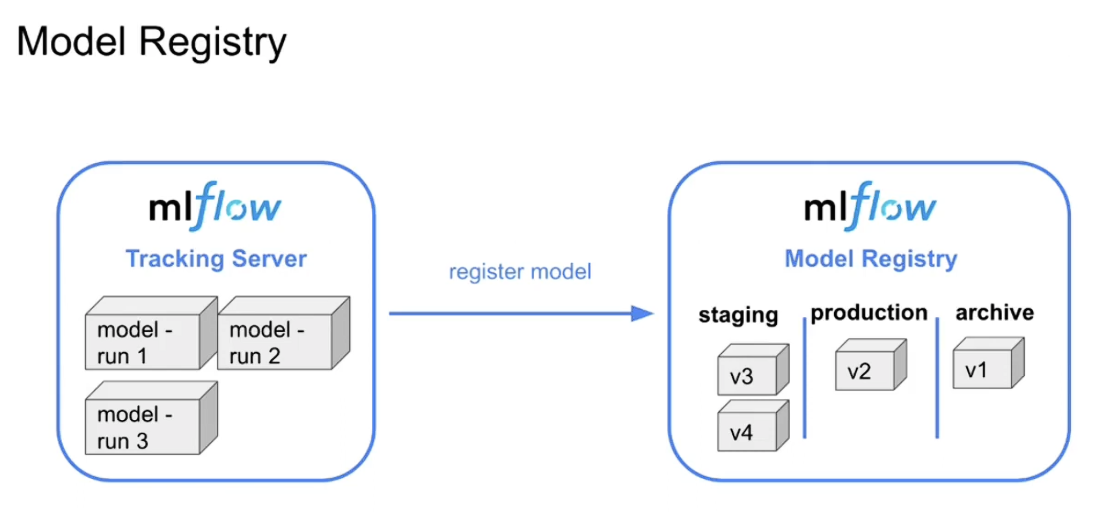 Model Registry
mlflow
Tracking Server
model -
run 1
model -
run 2
model -
run 3
register model
mlflow
Model Registry
staging
production
archive
v3
v4
v2
v1